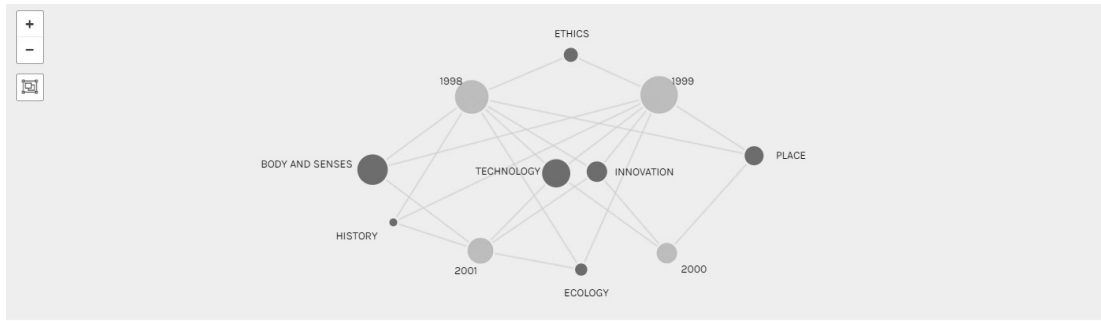 +
−
ETHICS
1998
1999
BODY AND SENSES
TECHNOLOGY
INNOVATION
PLACE
HISTORY
2001
2000
ECOLOGY